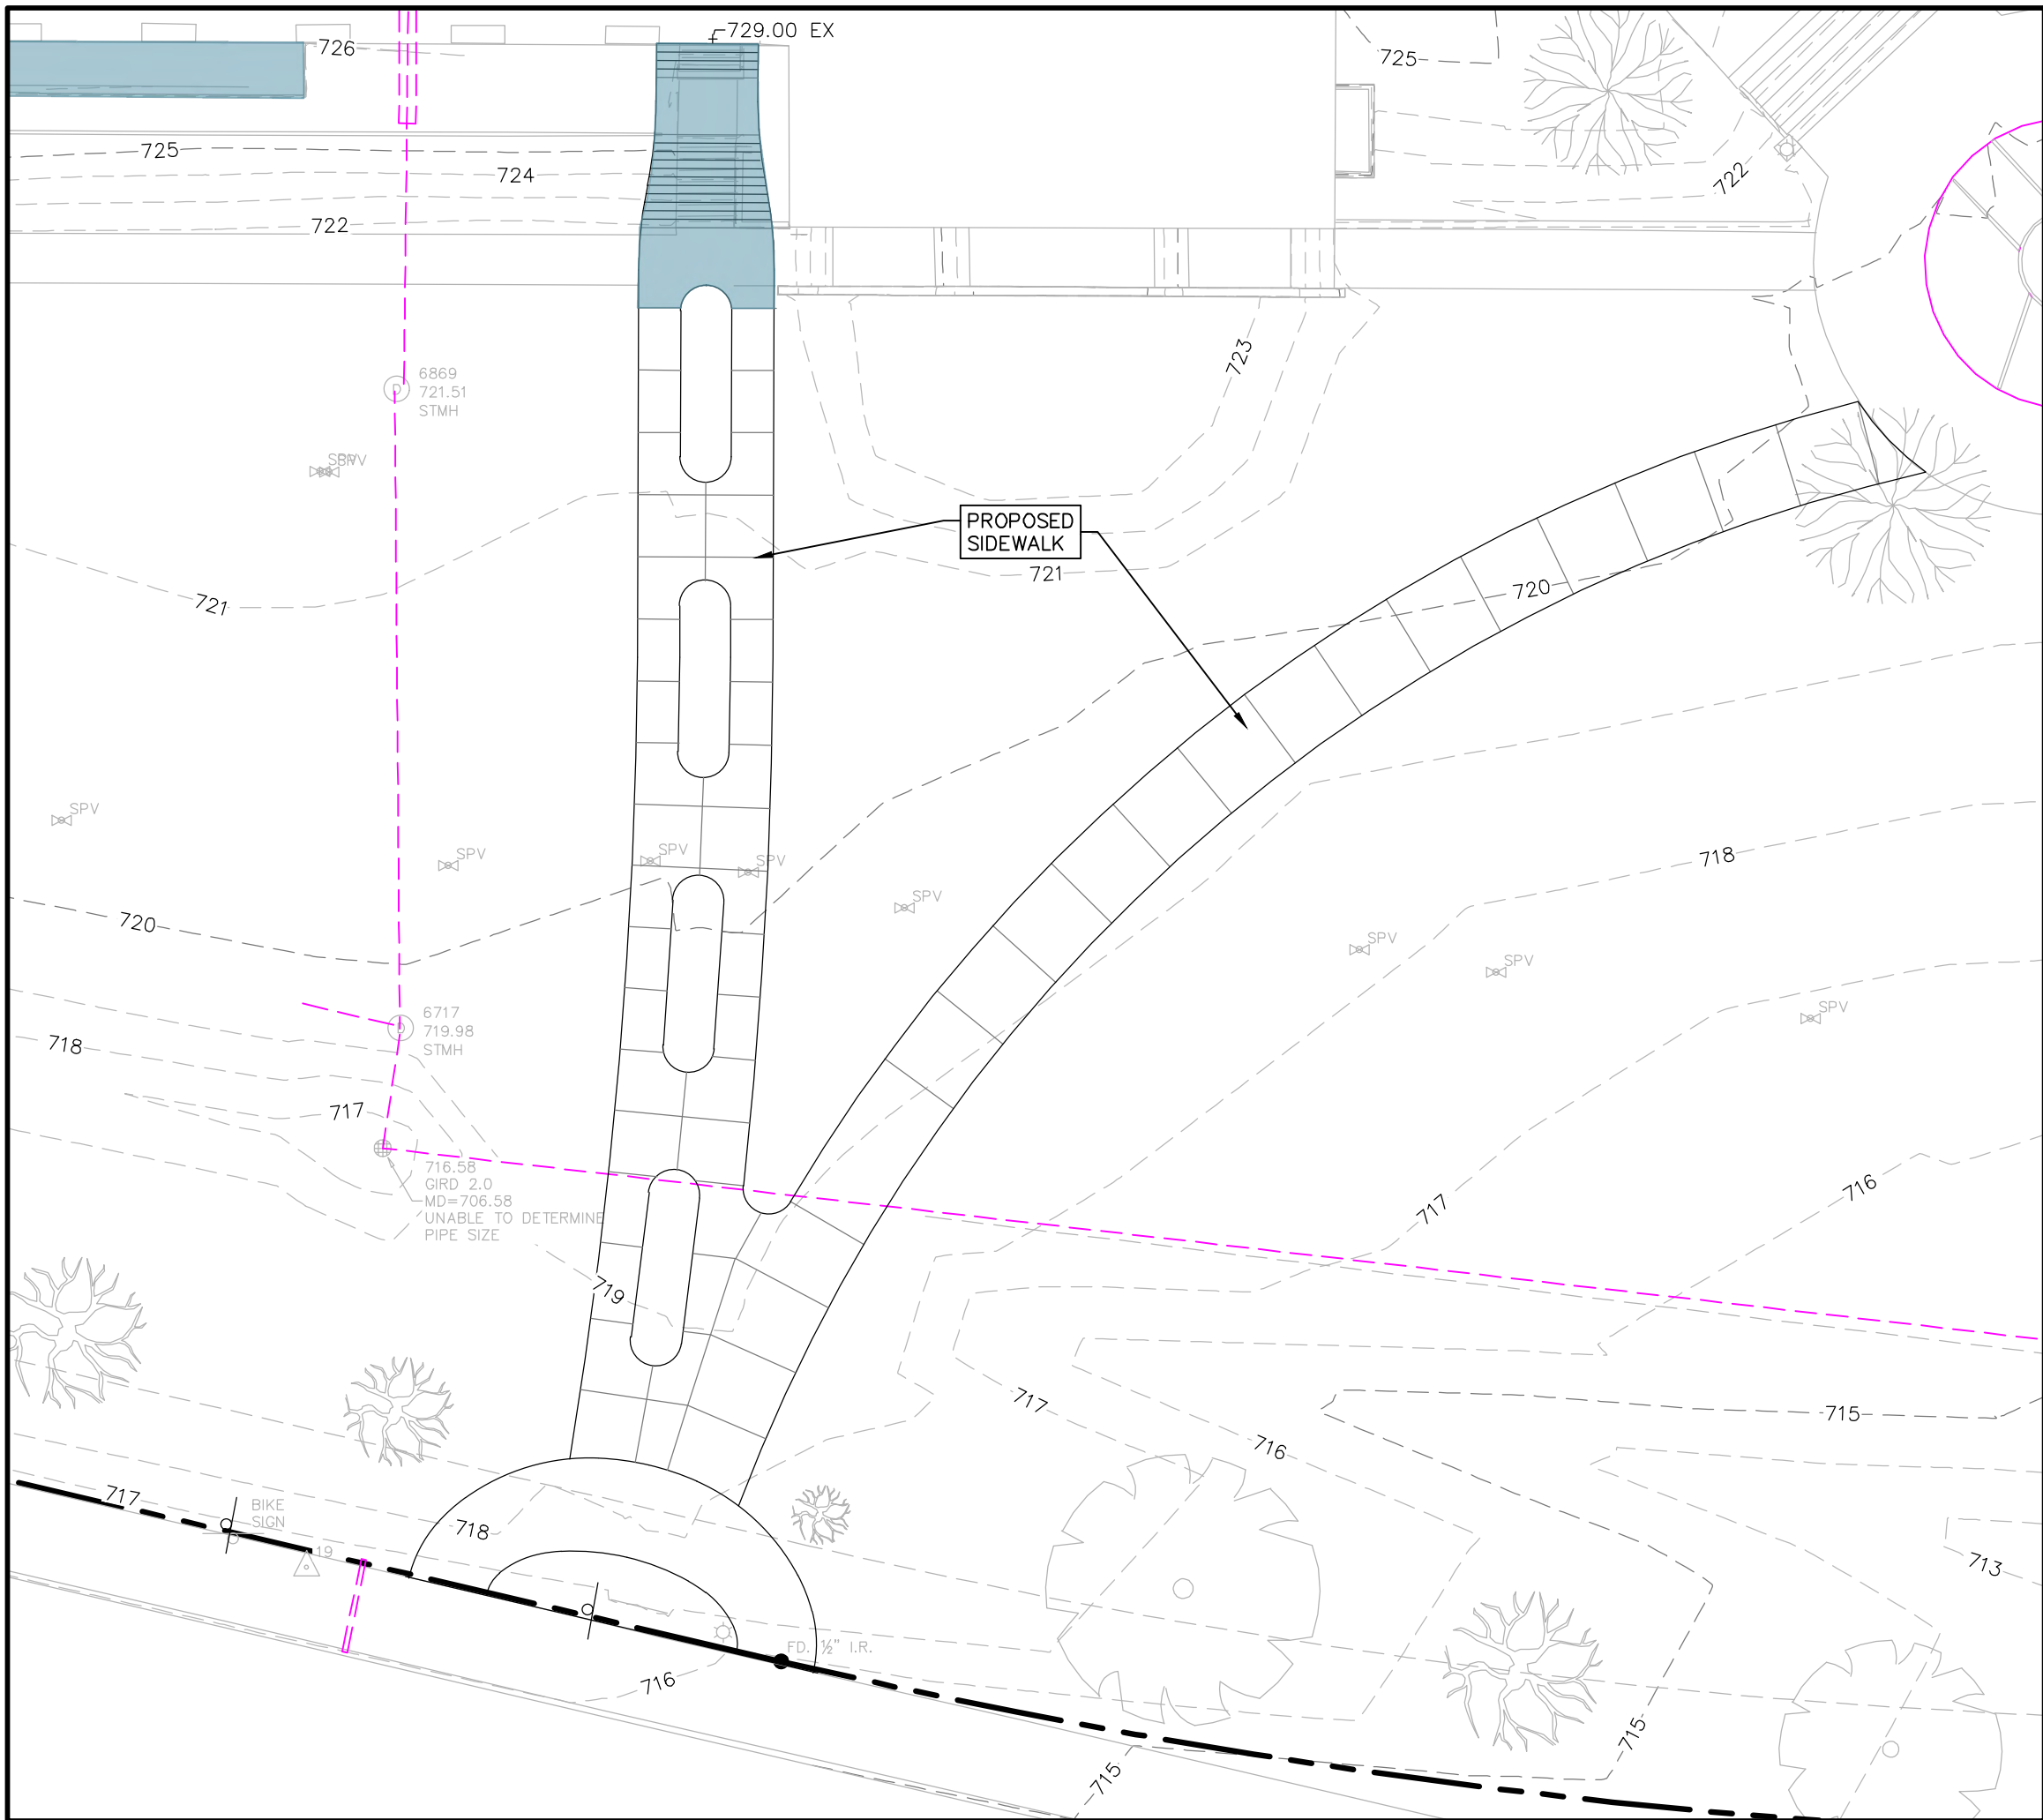 729.00 EX
726
725
725
724
722
722
723
6869
721.51
STMH
PROPOSED
SIDEWALK
721
721
720
SPV
SPV
SPV
SPV
SPV
718
720
SPV
SPV
SPV
6717
719.98
STMH
718
717
716.58
GIRD 2.0
MD=706.58
UNABLE TO DETERMINE
PIPE SIZE
716
717
719
717
715
716
717
BIKE
SIGN
718
19
713
FD. ½" I.R.
716
715
715